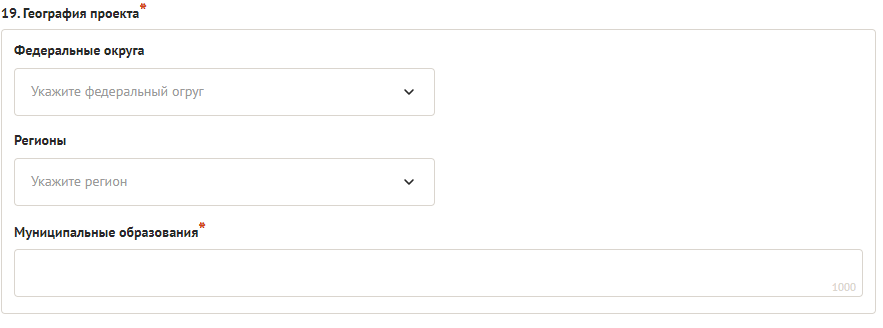 19. География проекта*
Федеральные округа
Укажите федеральный огруг
Регионы
Укажите регион
Муниципальные образования*
1000